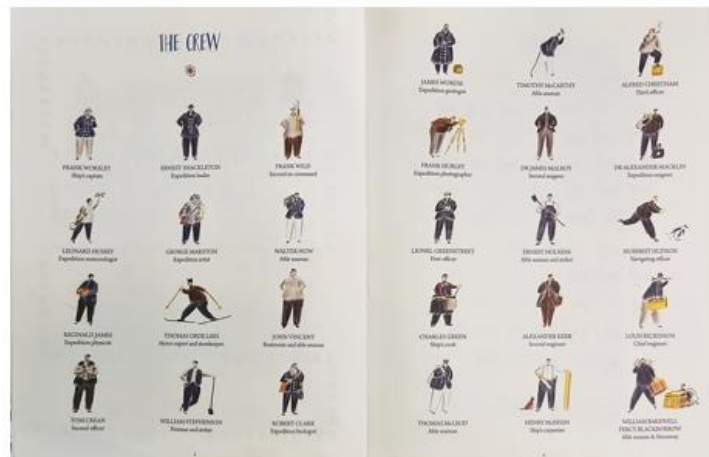 THE CREW
FRANK WORSLEY
Ship's captain
ERNEST SHACKLETON
Expedition leader
FRANK WILD
Second-in-command
LEONARD HUSSEY
Expedition meteorologist
GEORGE MARSTON
Expedition artist
WALTER HOW
Able seaman
REGINALD JAMES
Expedition physicist
THOMAS ORDE LEES
Motor expert and storekeeper
JOHN VINCENT
Boatswain and able seaman
TOM CREAN
Second officer
WILLIAM STEPHENSON
Fireman and stoker
ROBERT CLARK
Expedition biologist
JAMES WORDIE
Expedition geologist
TIMOTHY McCARTHY
Able seaman
ALFRED CHEETHAM
Third officer
FRANK HURLEY
Expedition photographer
DR JAMES McILROY
Second surgeon
DR ALEXANDER MACKLIN
Expedition surgeon
LIONEL GREENSTREET
First officer
ERNEST HOLNESS
Able seaman and stoker
HUBERT HUDSON
Navigating officer
CHARLES GREEN
Ship's cook
ALEXANDER KERR
Second engineer
LOUIS RICKINSON
Chief engineer
THOMAS McLEOD
Able seaman
HENRY McNEISH
Ship's carpenter
WILLIAM BAKEWELL
PERCY BLACKBORROW
Able seaman & Stowaway